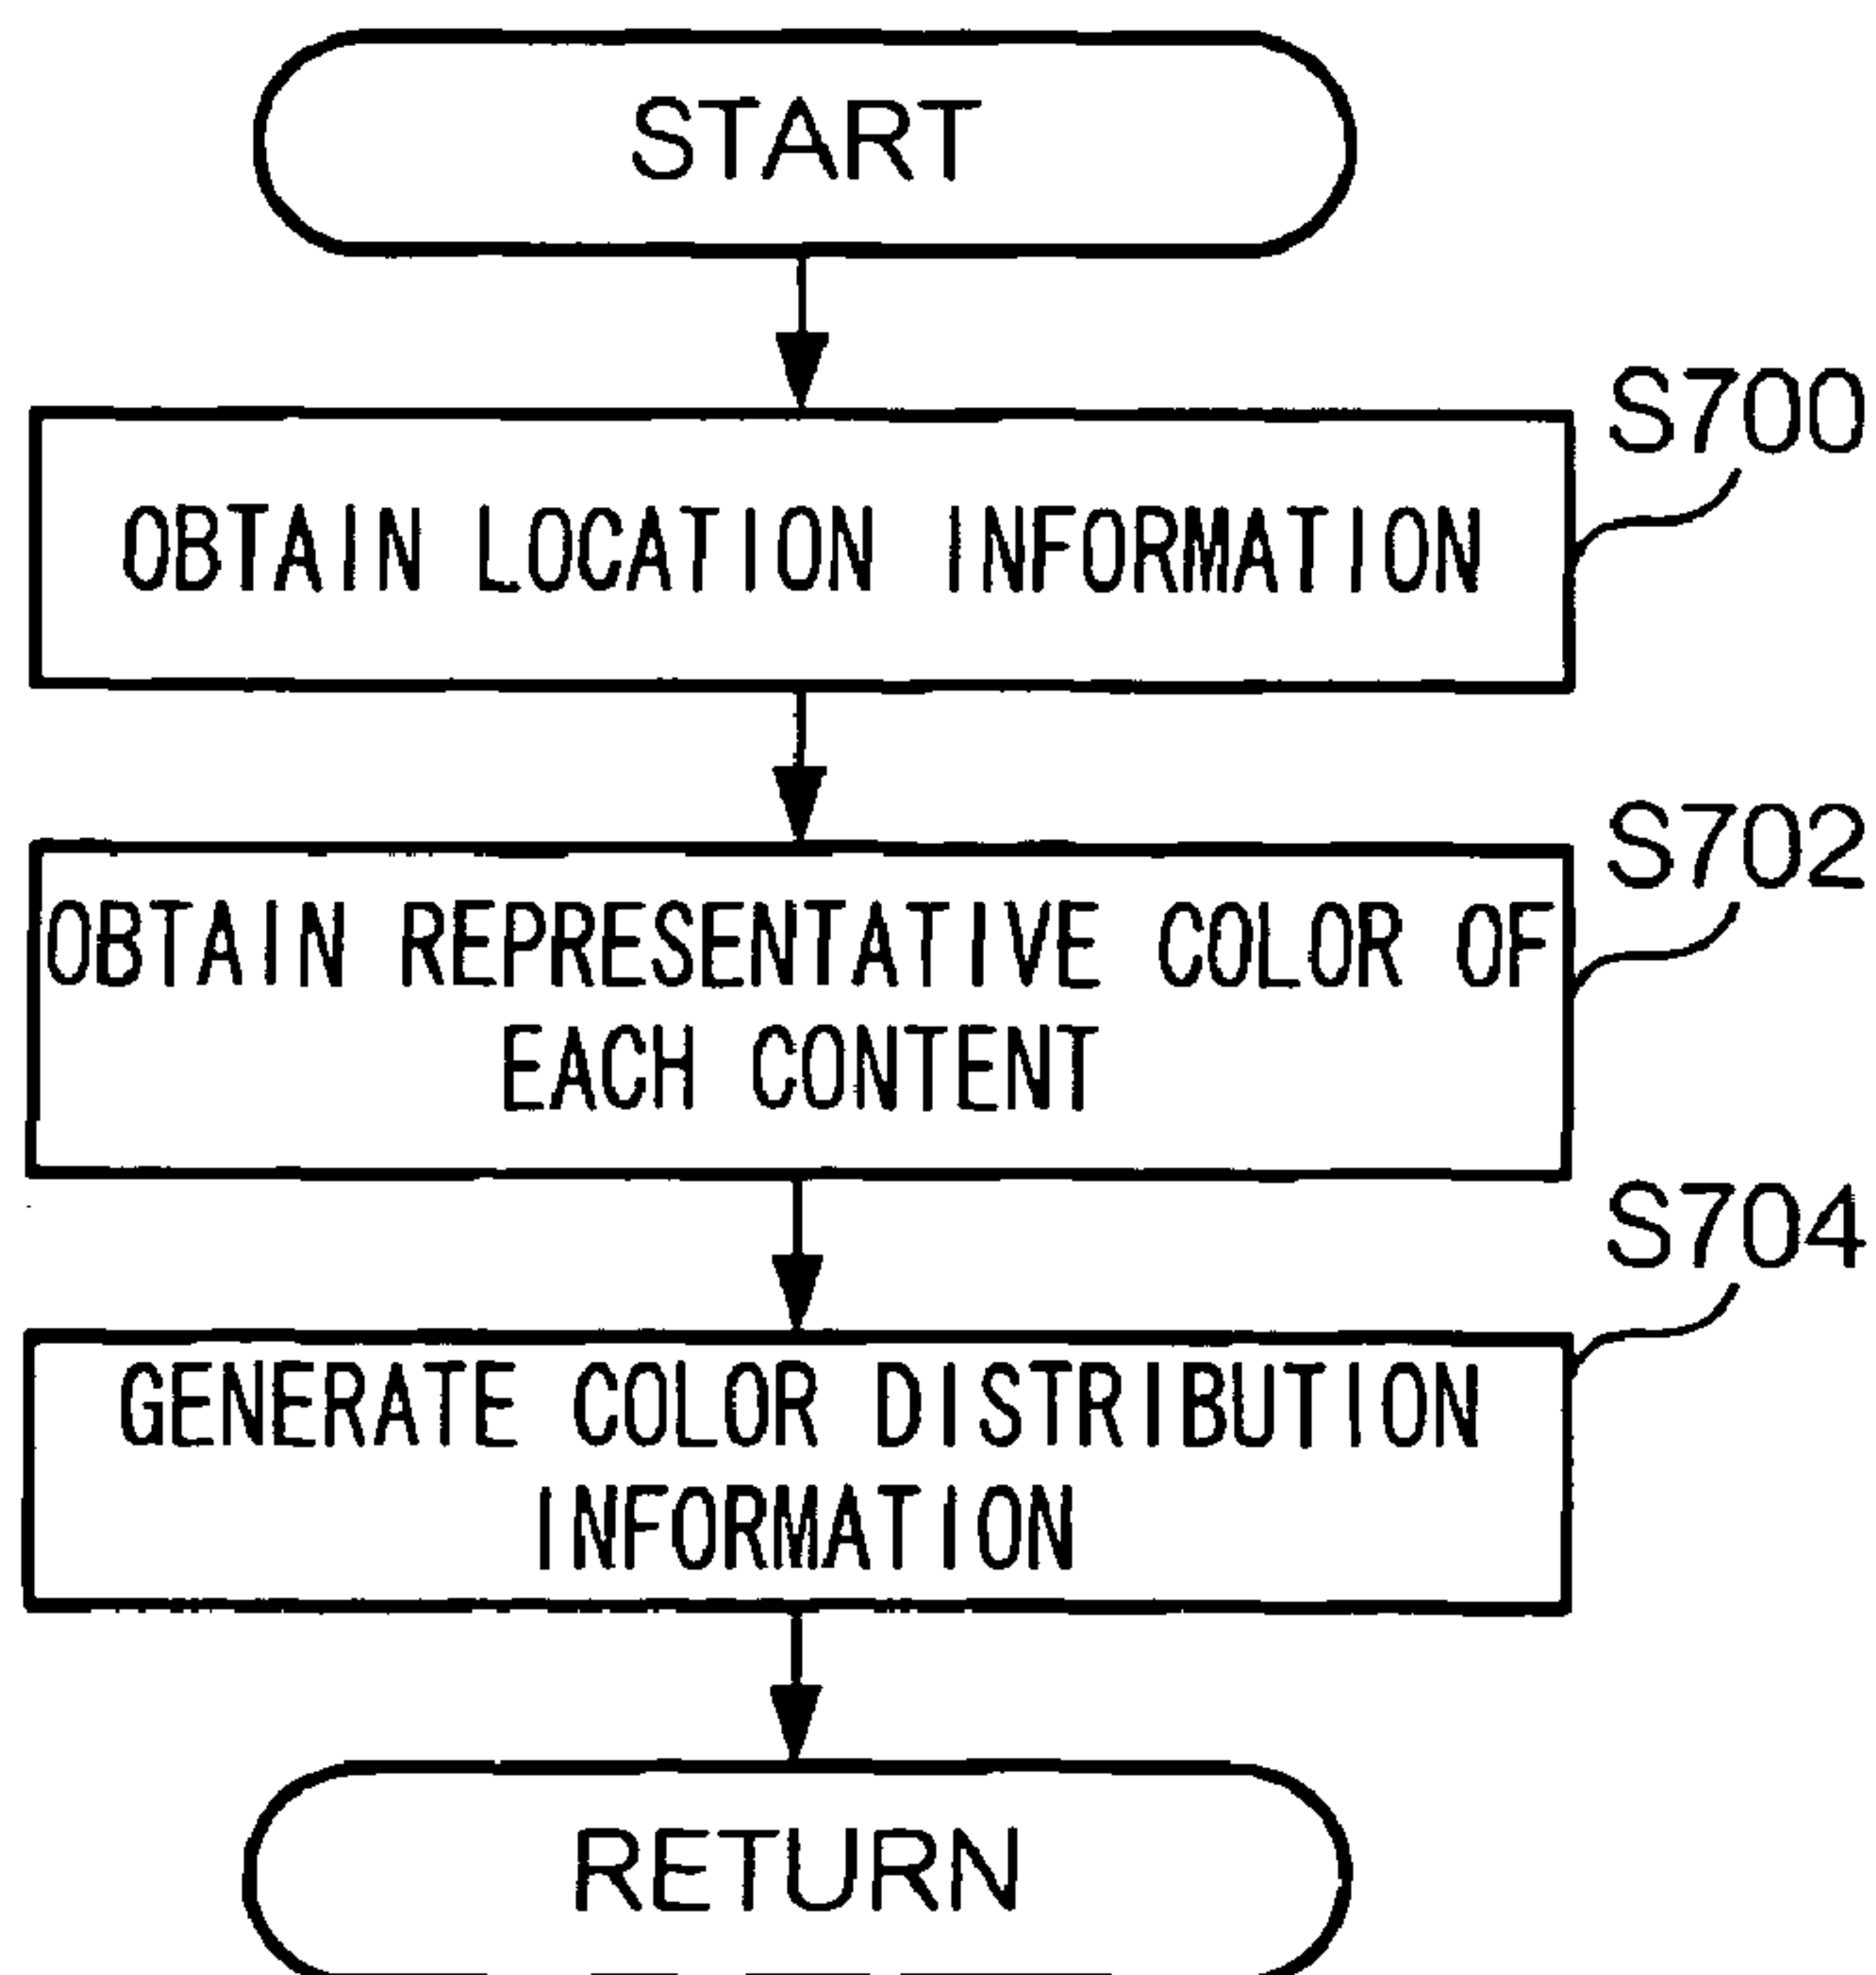 START
S700
OBTAIN LOCATION INFORMATION
S702
OBTAIN REPRESENTATIVE COLOR OF
EACH CONTENT
S704
GENERATE COLOR DISTRIBUTION
INFORMATION
RETURN